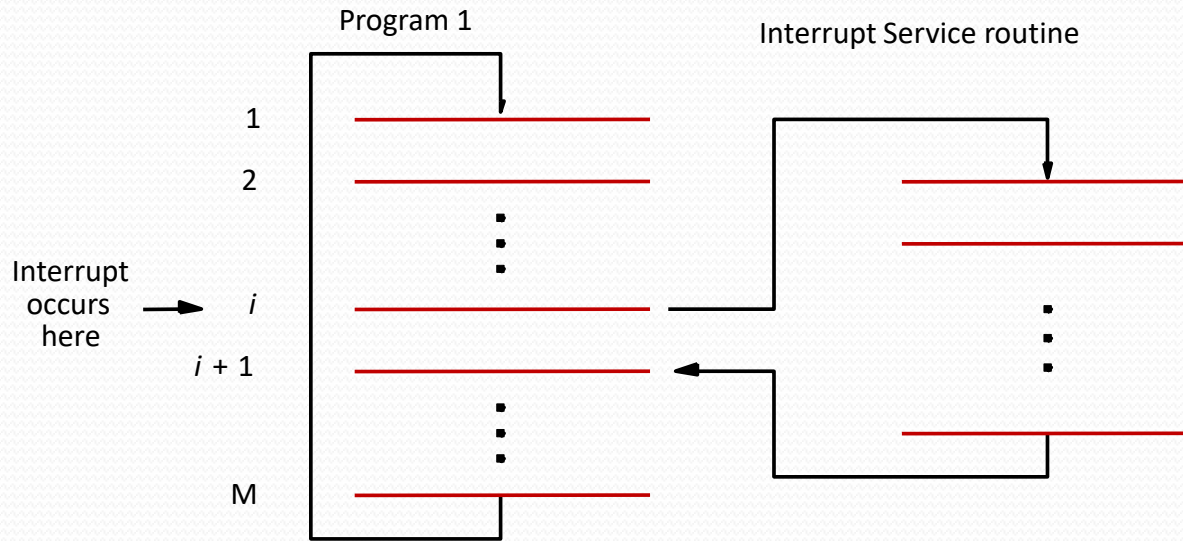 Program 1
Interrupt Service routine
1
2
Interrupt
occurs
here
i
i + 1
M